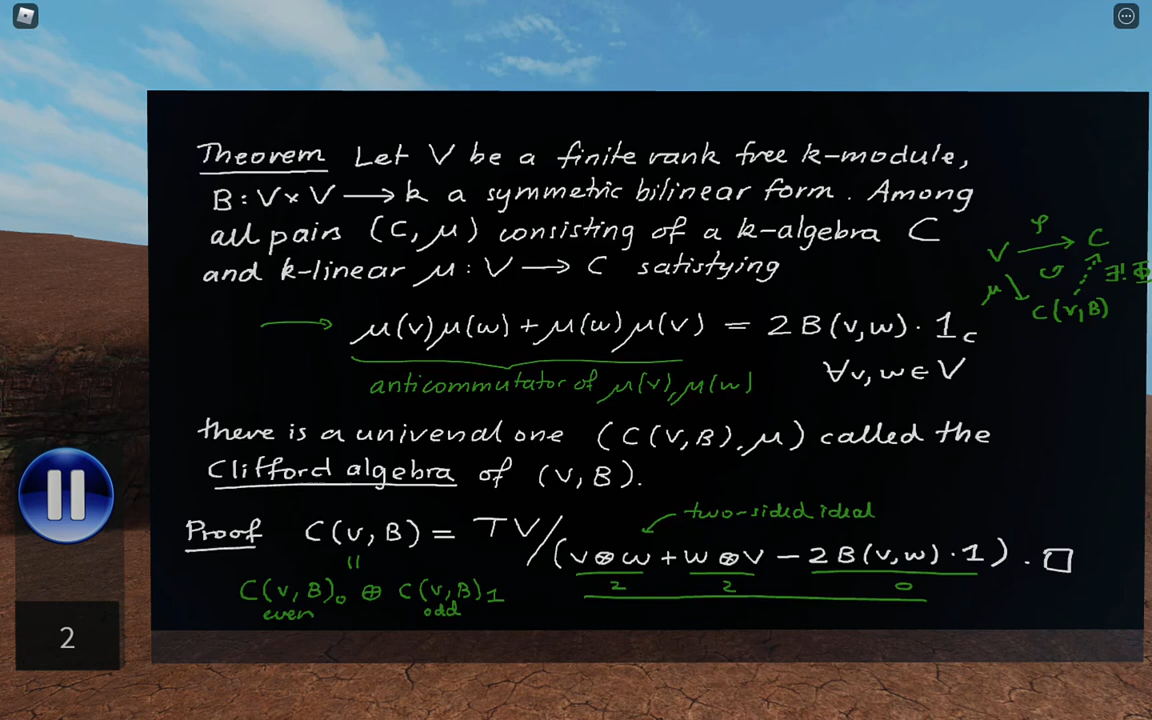 Theorem Let V be a finite rank free k-module,
B : V × V ⟶ k a symmetric bilinear form. Among
all pairs (C, μ) consisting of a k-algebra C
and k-linear μ : V ⟶ C satisfying
V ⟶ C
φ
μ
∃! Φ
C(V,B)
⟶ μ(v)μ(w) + μ(w)μ(v) = 2B(v,w)·1_C
∀v,w ∈ V
anticommutator of μ(v), μ(w)
there is a universal one (C(V,B), μ) called the
Clifford algebra of (V,B).
two-sided ideal
Proof C(V,B) = TV/(v⊗w + w⊗v − 2B(v,w)·1). □
2 2 0
||
C(V,B)₀ ⊕ C(V,B)₁
even odd
2